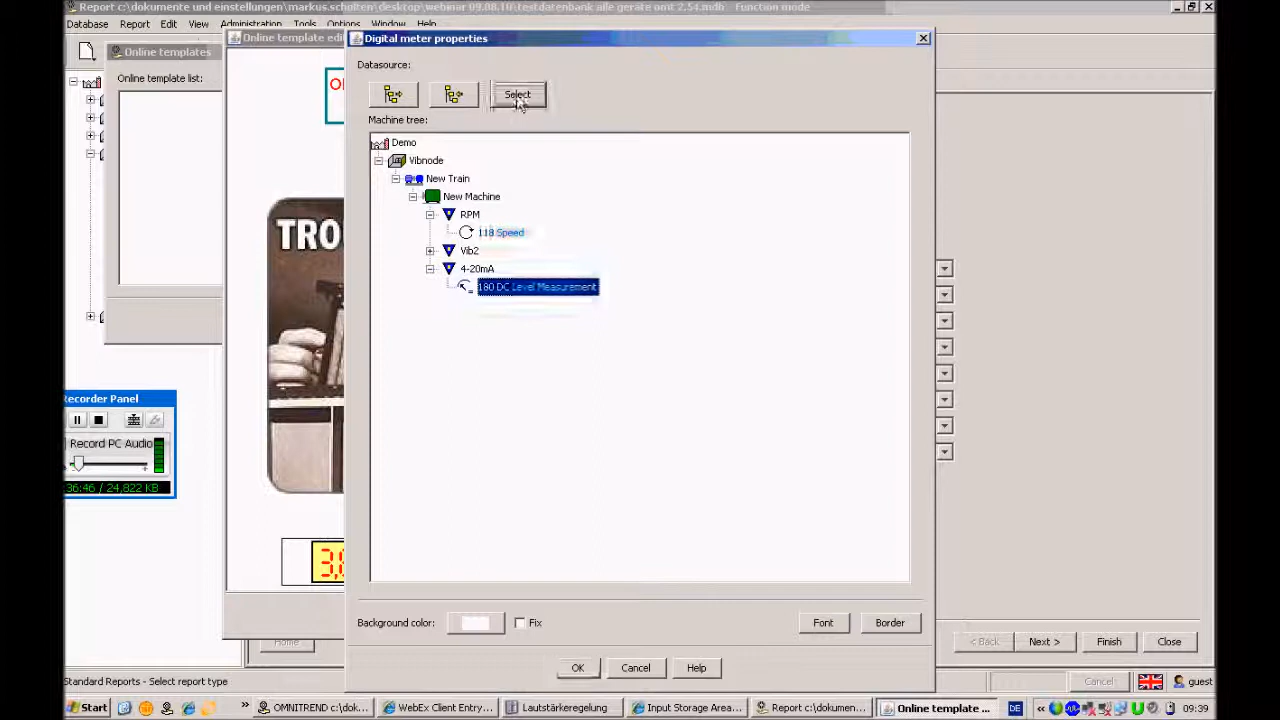 Report c:\dokumente und einstellungen\markus.scholten\desktop\webinar 09.08.10\testdatenbank alle geräte omt 2.54.mdb - Function mode
Database Report Edit View Administration Tools Options Window Help
Online templates
Online template edi
Digital meter properties
Online template list:
Datasource:
Select
Machine tree:
Demo
Vibnode
New Train
New Machine
RPM
118 Speed
Vib2
4-20mA
180 DC Level Measurement
TRO
Recorder Panel
Record PC Audio
36:46 / 24,822 KB
3,
Background color:
Fix
Font
Border
Home
< Back
Next >
Finish
Close
OK
Cancel
Help
Standard Reports - Select report type
Cancel
guest
Start
OMNITREND c:\dok...
WebEx Client Entry...
Lautstärkeregelung
Input Storage Area...
Report c:\dokumen...
Online template ...
DE
09:39